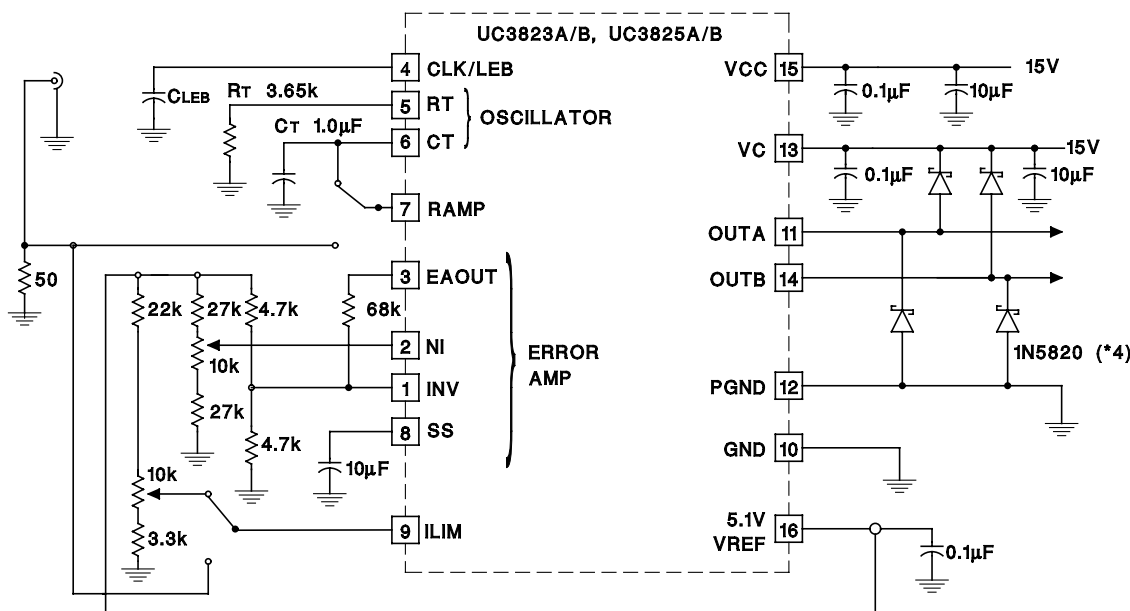 UC3823A/B, UC3825A/B
4 CLK/LEB
CLEB
RT 3.65k
5 RT
OSCILLATOR
CT 1.0µF
6 CT
7 RAMP
50
3 EAOUT
22k
27k
4.7k
68k
2 NI
10k
ERROR
AMP
1 INV
27k
8 SS
4.7k
10µF
10k
3.3k
9 ILIM
VCC 15
15V
0.1µF
10µF
VC 13
15V
0.1µF
10µF
OUTA 11
OUTB 14
1N5820 (*4)
PGND 12
GND 10
5.1V
VREF 16
0.1µF